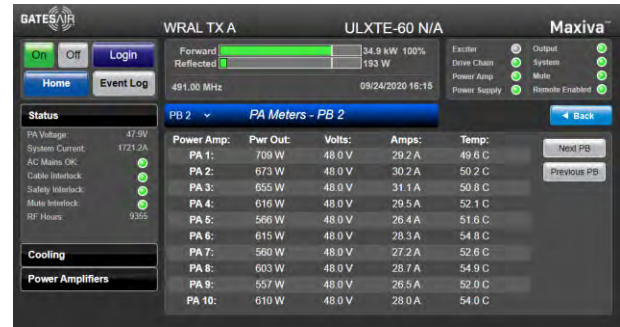 GATESAIR
WRAL TX A
ULXTE-60 N/A
Maxiva™
On Off Login
Home Event Log
Forward 34.9 kW 100%
Reflected 193 W
491.00 MHz 09/24/2020 16:15
Exciter Output
Drive Chain System
Power Amp Mute
Power Supply Remote Enabled
Status
PB 2 PA Meters - PB 2 Back
PA Voltage: 47.9V
System Current: 1721.2A
AC Mains OK:
Cable Interlock:
Safety Interlock:
Mute Interlock:
RF Hours: 9355
Cooling
Power Amplifiers
Power Amp: Pwr Out: Volts: Amps: Temp:
PA 1: 709 W 48.0 V 29.2 A 49.6 C
PA 2: 673 W 48.0 V 30.2 A 50.2 C
PA 3: 655 W 48.0 V 31.1 A 50.8 C
PA 4: 616 W 48.0 V 29.5 A 52.1 C
PA 5: 566 W 48.0 V 26.4 A 51.6 C
PA 6: 615 W 48.0 V 28.3 A 54.8 C
PA 7: 560 W 48.0 V 27.2 A 52.6 C
PA 8: 603 W 48.0 V 28.7 A 54.9 C
PA 9: 557 W 48.0 V 26.5 A 52.0 C
PA 10: 610 W 48.0 V 28.0 A 54.0 C
Next PB
Previous PB